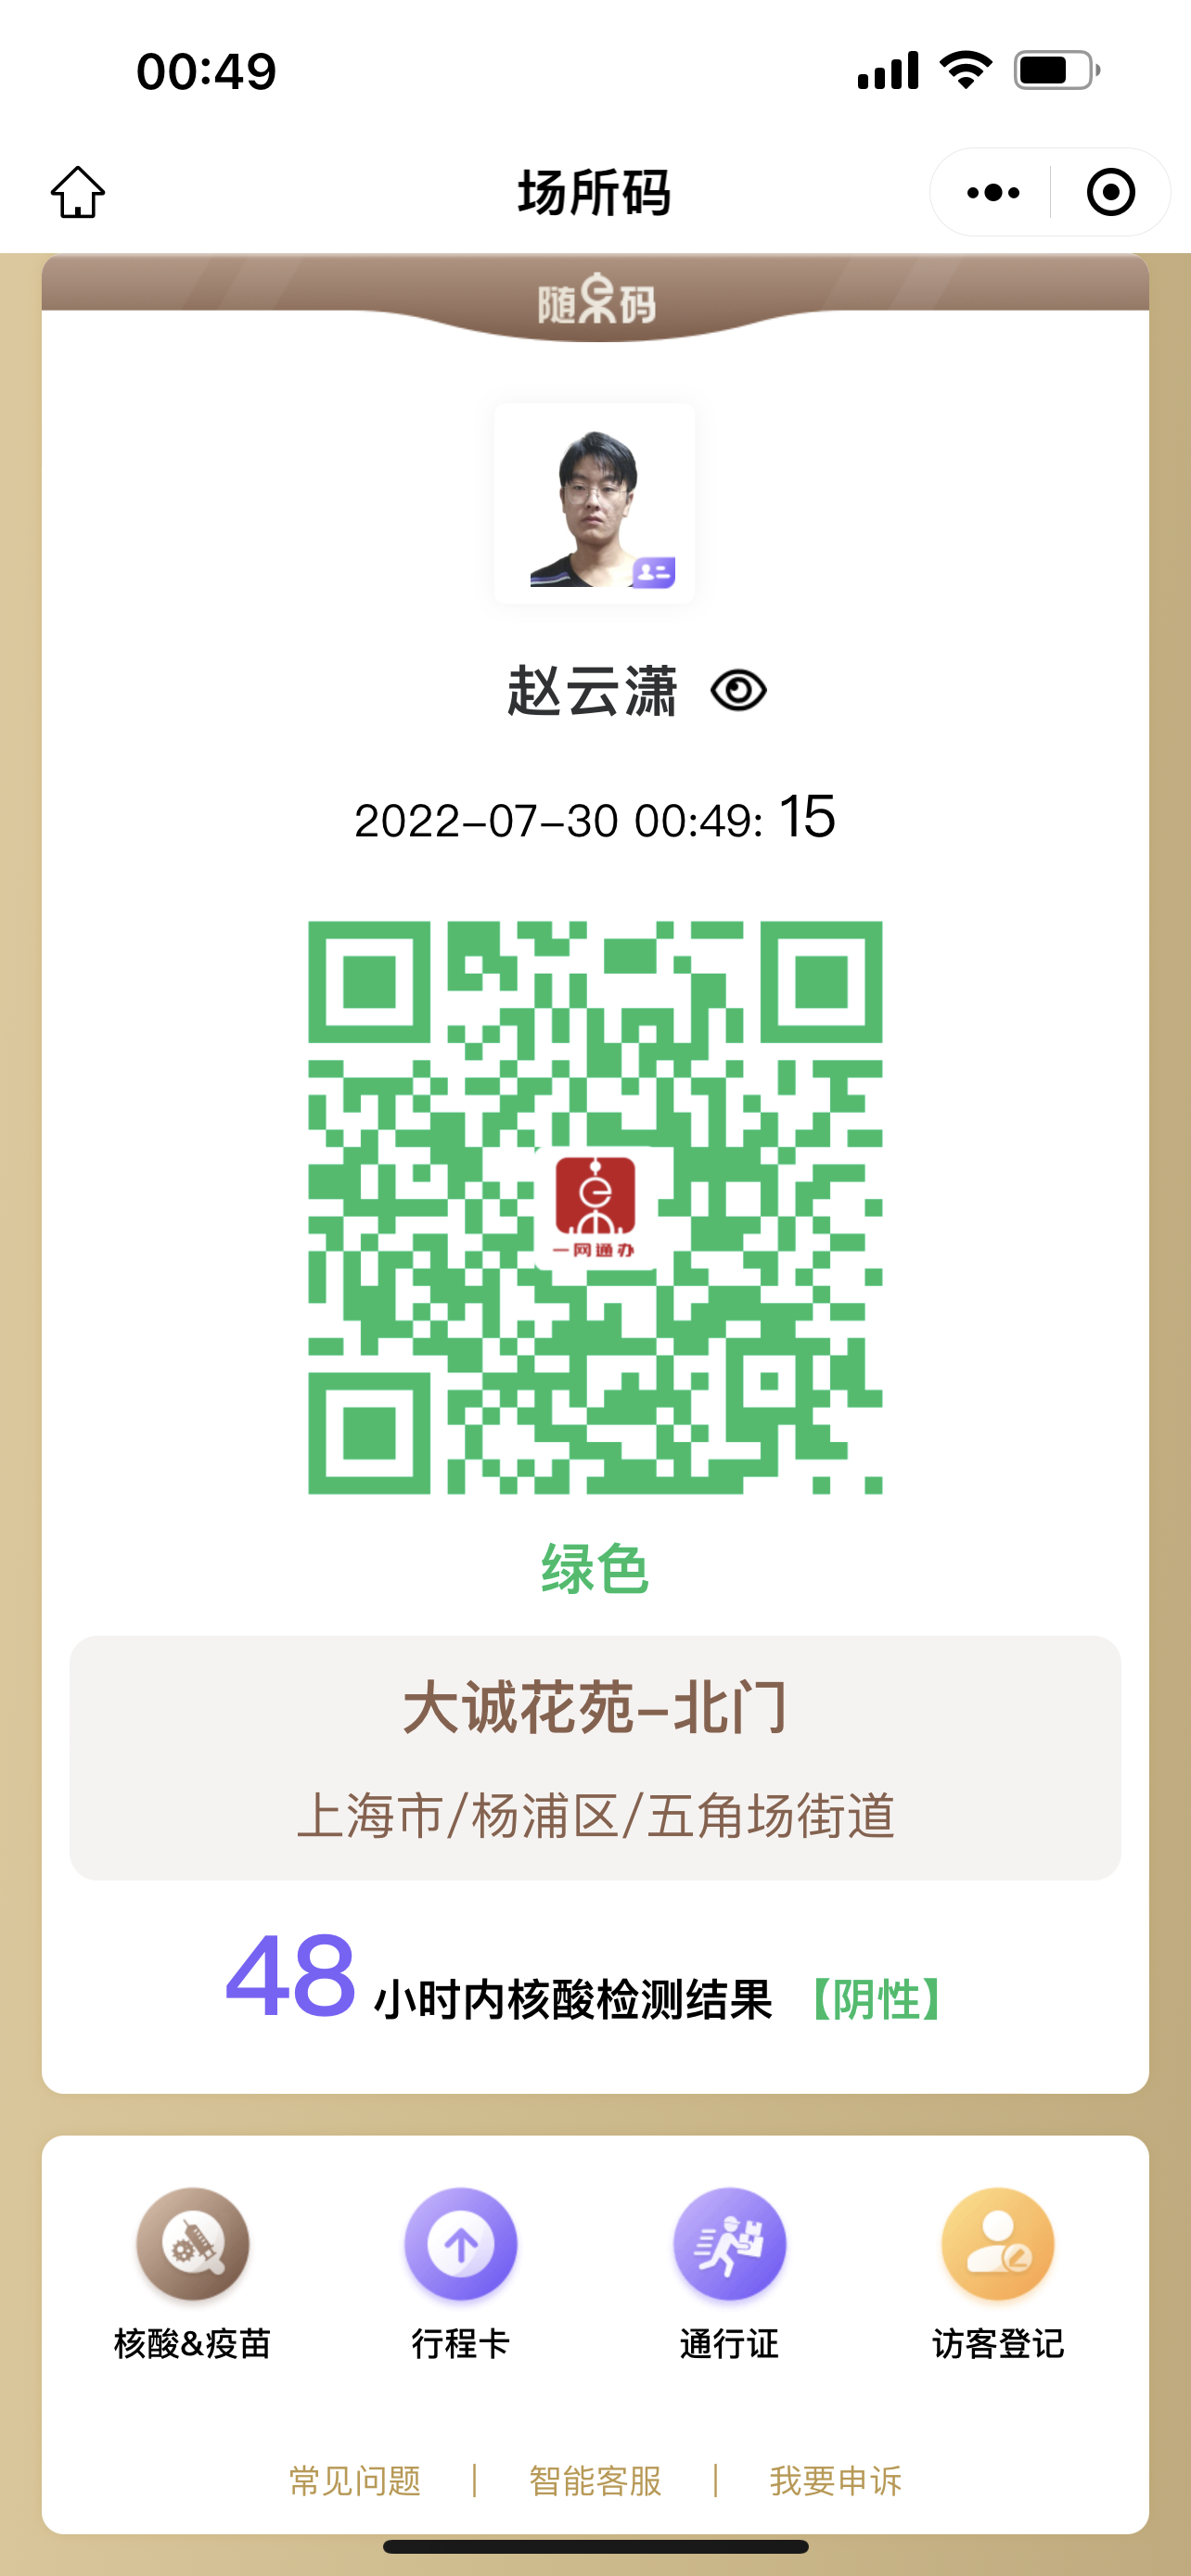 00:49
场所码
随申码
赵云潇
2022-07-30 00:49: 15
一网通办
绿色
大诚花苑-北门
上海市/杨浦区/五角场街道
48 小时内核酸检测结果 【阴性】
核酸&疫苗 行程卡 通行证 访客登记
常见问题 | 智能客服 | 我要申诉